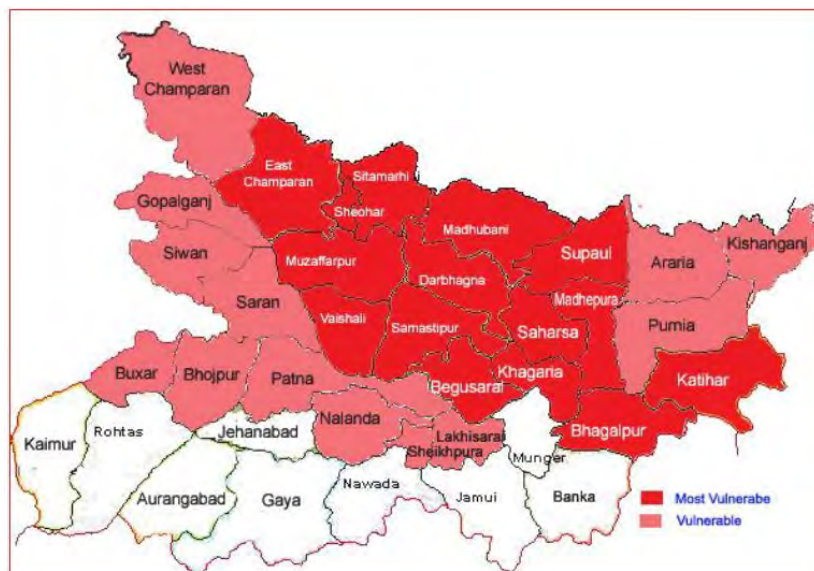 West
Champaran
East
Champaran
Sitamarhi
Sheohar
Gopalganj
Madhubani
Kishanganj
Siwan
Supaul
Araria
Muzaffarpur
Darbhagna
Madhepura
Saran
Vaishali
Samastipur
Saharsa
Purnia
Buxar
Bhojpur
Patna
Begusarai
Khagaria
Katihar
Nalanda
Bhagalpur
Kaimur
Rohtas
Jehanabad
Lakhisarai
Sheikhpura
Munger
Aurangabad
Gaya
Nawada
Jamui
Banka
Most Vulnerabe
Vulnerable